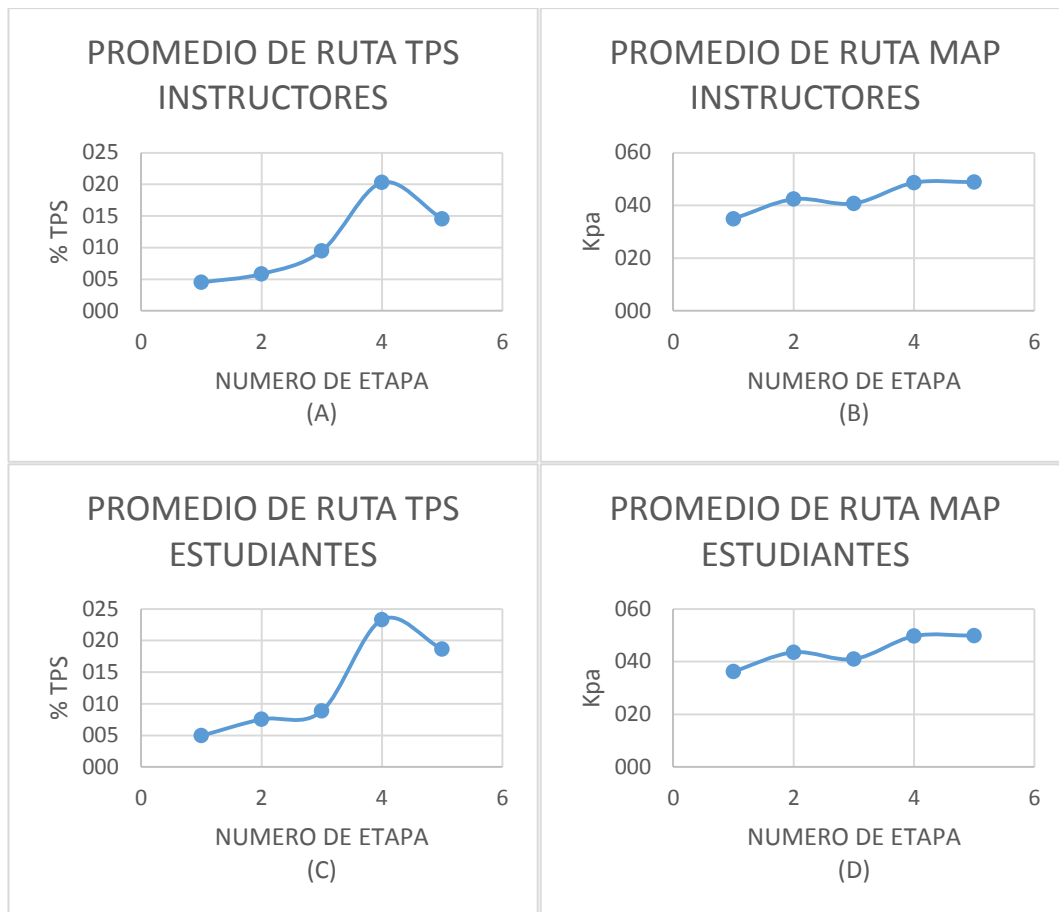 PROMEDIO DE RUTA TPS
INSTRUCTORES
025
020
015
010
005
000
% TPS
0
2
4
6
NUMERO DE ETAPA
(A)
PROMEDIO DE RUTA MAP
INSTRUCTORES
060
040
020
000
Kpa
0
2
4
6
NUMERO DE ETAPA
(B)
PROMEDIO DE RUTA TPS
ESTUDIANTES
025
020
015
010
005
000
% TPS
0
2
4
6
NUMERO DE ETAPA
(C)
PROMEDIO DE RUTA MAP
ESTUDIANTES
060
040
020
000
Kpa
0
2
4
6
NUMERO DE ETAPA
(D)